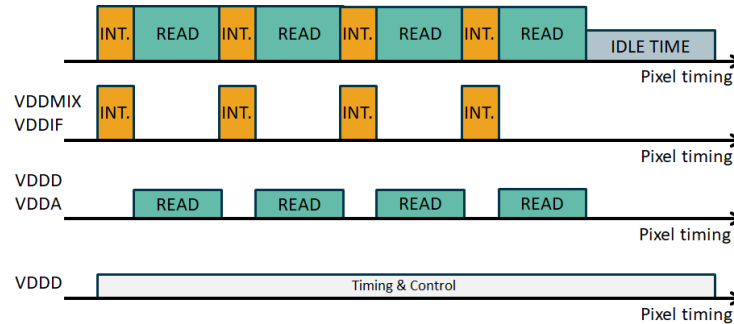 INT. READ INT. READ INT. READ INT. READ IDLE TIME
Pixel timing
VDDMIX
VDDIF
INT. INT. INT. INT.
Pixel timing
VDDD
VDDA
READ READ READ READ
Pixel timing
VDDD
Timing & Control
Pixel timing